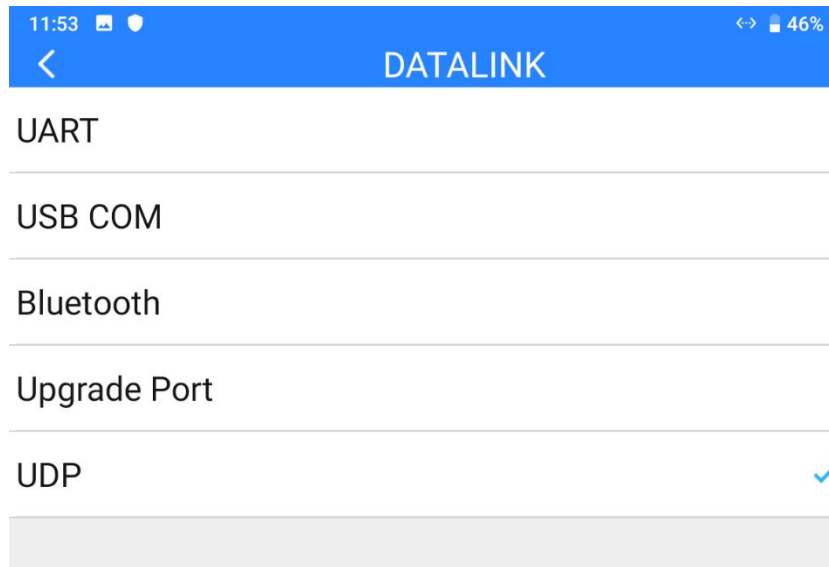 11:53 46%
DATALINK
UART
USB COM
Bluetooth
Upgrade Port
UDP